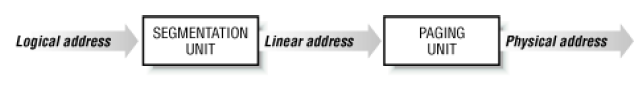 Logical address
SEGMENTATION
UNIT
Linear address
PAGING
UNIT
Physical address